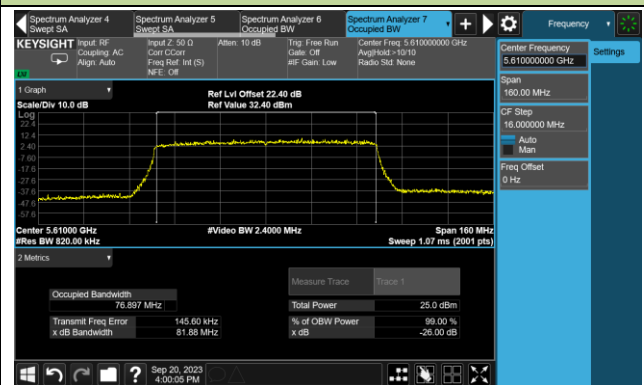 Spectrum Analyzer 4
Swept SA
Spectrum Analyzer 5
Swept SA
Spectrum Analyzer 6
Occupied BW
Spectrum Analyzer 7
Occupied BW
Frequency
KEYSIGHT
Input: RF
Coupling: AC
Align: Auto
Input Z: 50 Ω
Corr CCorr
Freq Ref: Int (S)
NFE: Off
Atten: 10 dB
Trig: Free Run
Gate: Off
#IF Gain: Low
Center Freq: 5.610000000 GHz
Avg|Hold:>10/10
Radio Std: None
Center Frequency
5.610000000 GHz
Settings
Span
160.00 MHz
CF Step
16.000000 MHz
Auto
Man
Freq Offset
0 Hz
1 Graph
Scale/Div 10.0 dB
Ref Lvl Offset 22.40 dB
Ref Value 32.40 dBm
Log
22.4
12.4
2.40
-7.60
-17.6
-27.6
-37.6
-47.6
-57.6
Center 5.61000 GHz
#Res BW 820.00 kHz
#Video BW 2.4000 MHz
Span 160 MHz
Sweep 1.07 ms (2001 pts)
2 Metrics
Measure Trace
Trace 1
Occupied Bandwidth
76.897 MHz
Total Power
25.0 dBm
Transmit Freq Error
145.60 kHz
% of OBW Power
99.00 %
x dB Bandwidth
81.88 MHz
x dB
-26.00 dB
Sep 20, 2023
4:00:05 PM